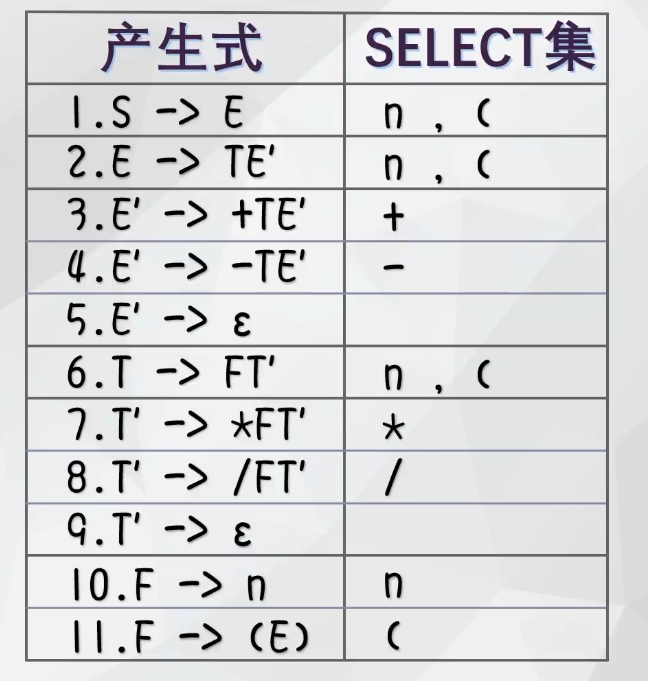 产生式 SELECT集
1.S -> E n , (
2.E -> TE' n , (
3.E' -> +TE' +
4.E' -> -TE' -
5.E' -> ε
6.T -> FT' n , (
7.T' -> *FT' *
8.T' -> /FT' /
9.T' -> ε
10.F -> n n
11.F -> (E) (